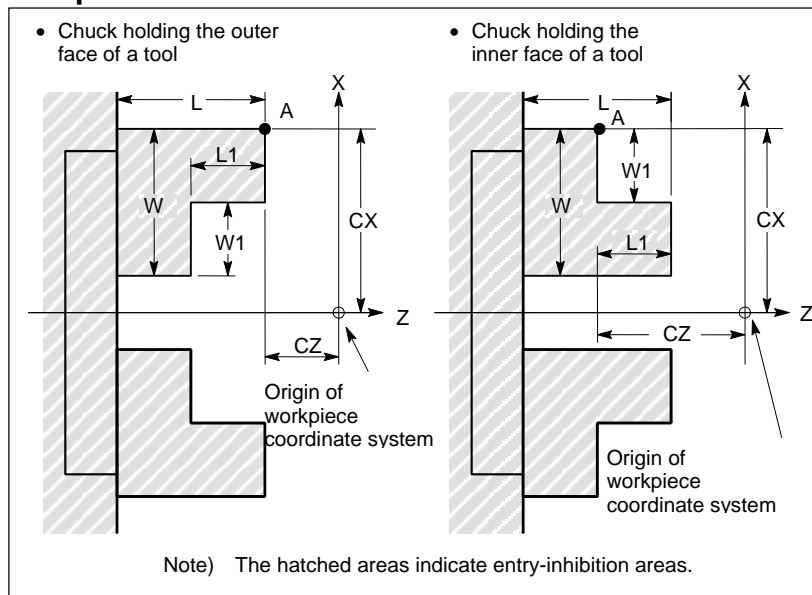 • Chuck holding the outer
face of a tool
L
A
X
L1
W
W1
CX
Z
CZ
Origin of
workpiece
coordinate system
• Chuck holding the
inner face of a tool
L
A
X
W1
W
CX
L1
Z
CZ
Origin of
workpiece
coordinate system
Note) The hatched areas indicate entry-inhibition areas.